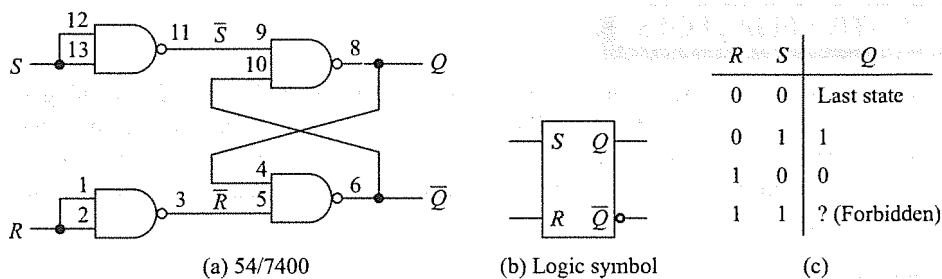 12
13
S
11
S̅
9
10
8
Q
1
2
R
3
R̅
4
5
6
Q̅
(a) 54/7400
S Q
R Q̅
(b) Logic symbol
R S Q
0 0 Last state
0 1 1
1 0 0
1 1 ? (Forbidden)
(c)